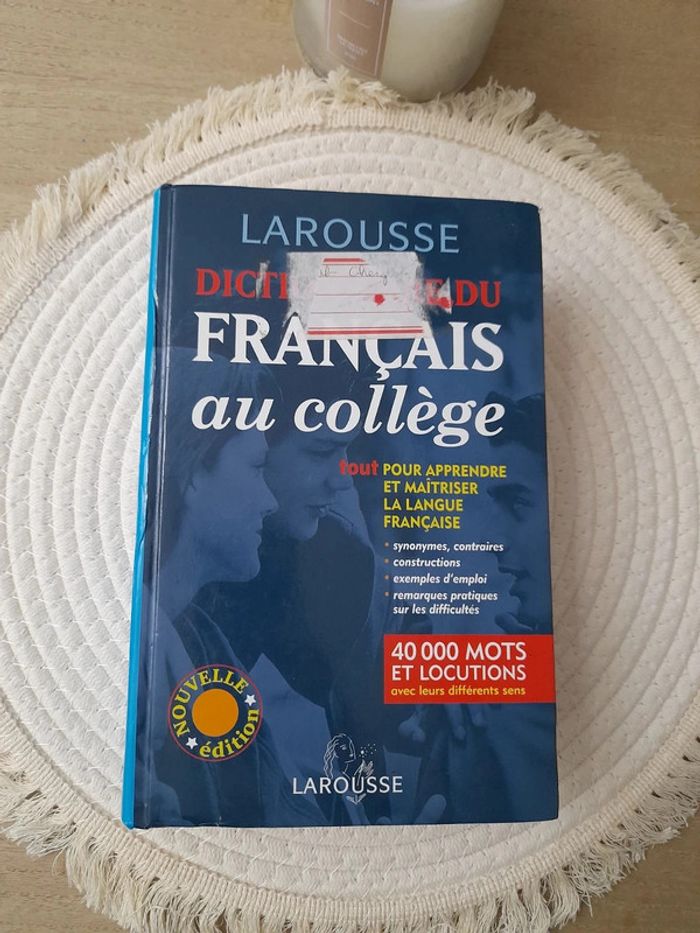 LAROUSSE
DU
FRANÇAIS
au collège
tout POUR APPRENDRE
ET MAÎTRISER
LA LANGUE
FRANÇAISE
• synonymes, contraires
• constructions
• exemples d'emploi
• remarques pratiques
sur les difficultés
40 000 MOTS
ET LOCUTIONS
avec leurs différents sens
NOUVELLE
édition
LAROUSSE